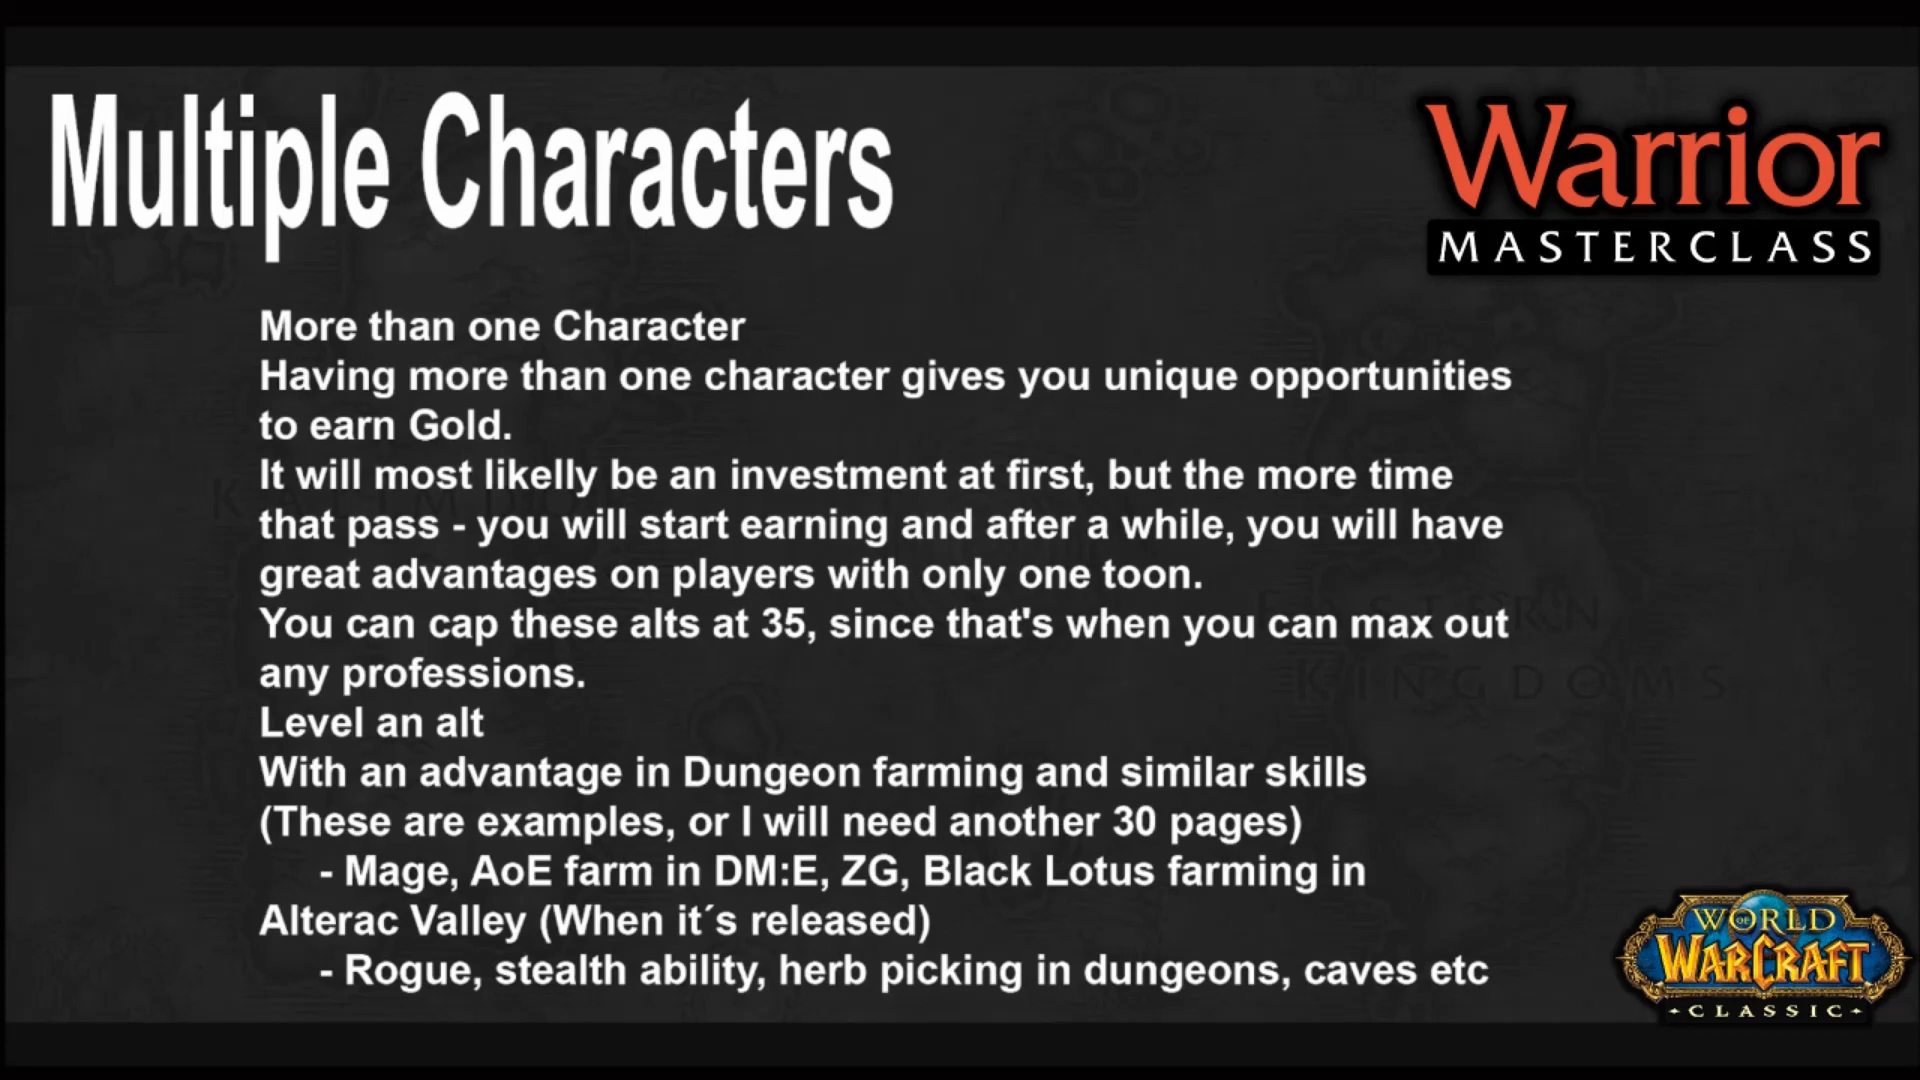 Multiple Characters
Warrior
MASTERCLASS
More than one Character
Having more than one character gives you unique opportunities
to earn Gold.
It will most likelly be an investment at first, but the more time
that pass - you will start earning and after a while, you will have
great advantages on players with only one toon.
You can cap these alts at 35, since that's when you can max out
any professions.
Level an alt
With an advantage in Dungeon farming and similar skills
(These are examples, or I will need another 30 pages)
- Mage, AoE farm in DM:E, ZG, Black Lotus farming in
Alterac Valley (When it´s released)
- Rogue, stealth ability, herb picking in dungeons, caves etc
KALIMDOR
EASTERN
KINGDOMS
WORLD
OF
WARCRAFT
CLASSIC